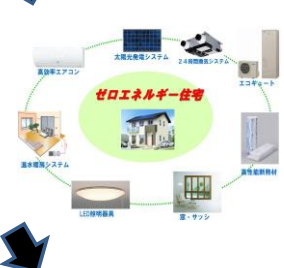 太陽光発電システム
24時間換気システム
高効率エアコン
エコキュート
ゼロエネルギー住宅
温水暖房システム
高性能断熱材
LED照明器具
窓・サッシ